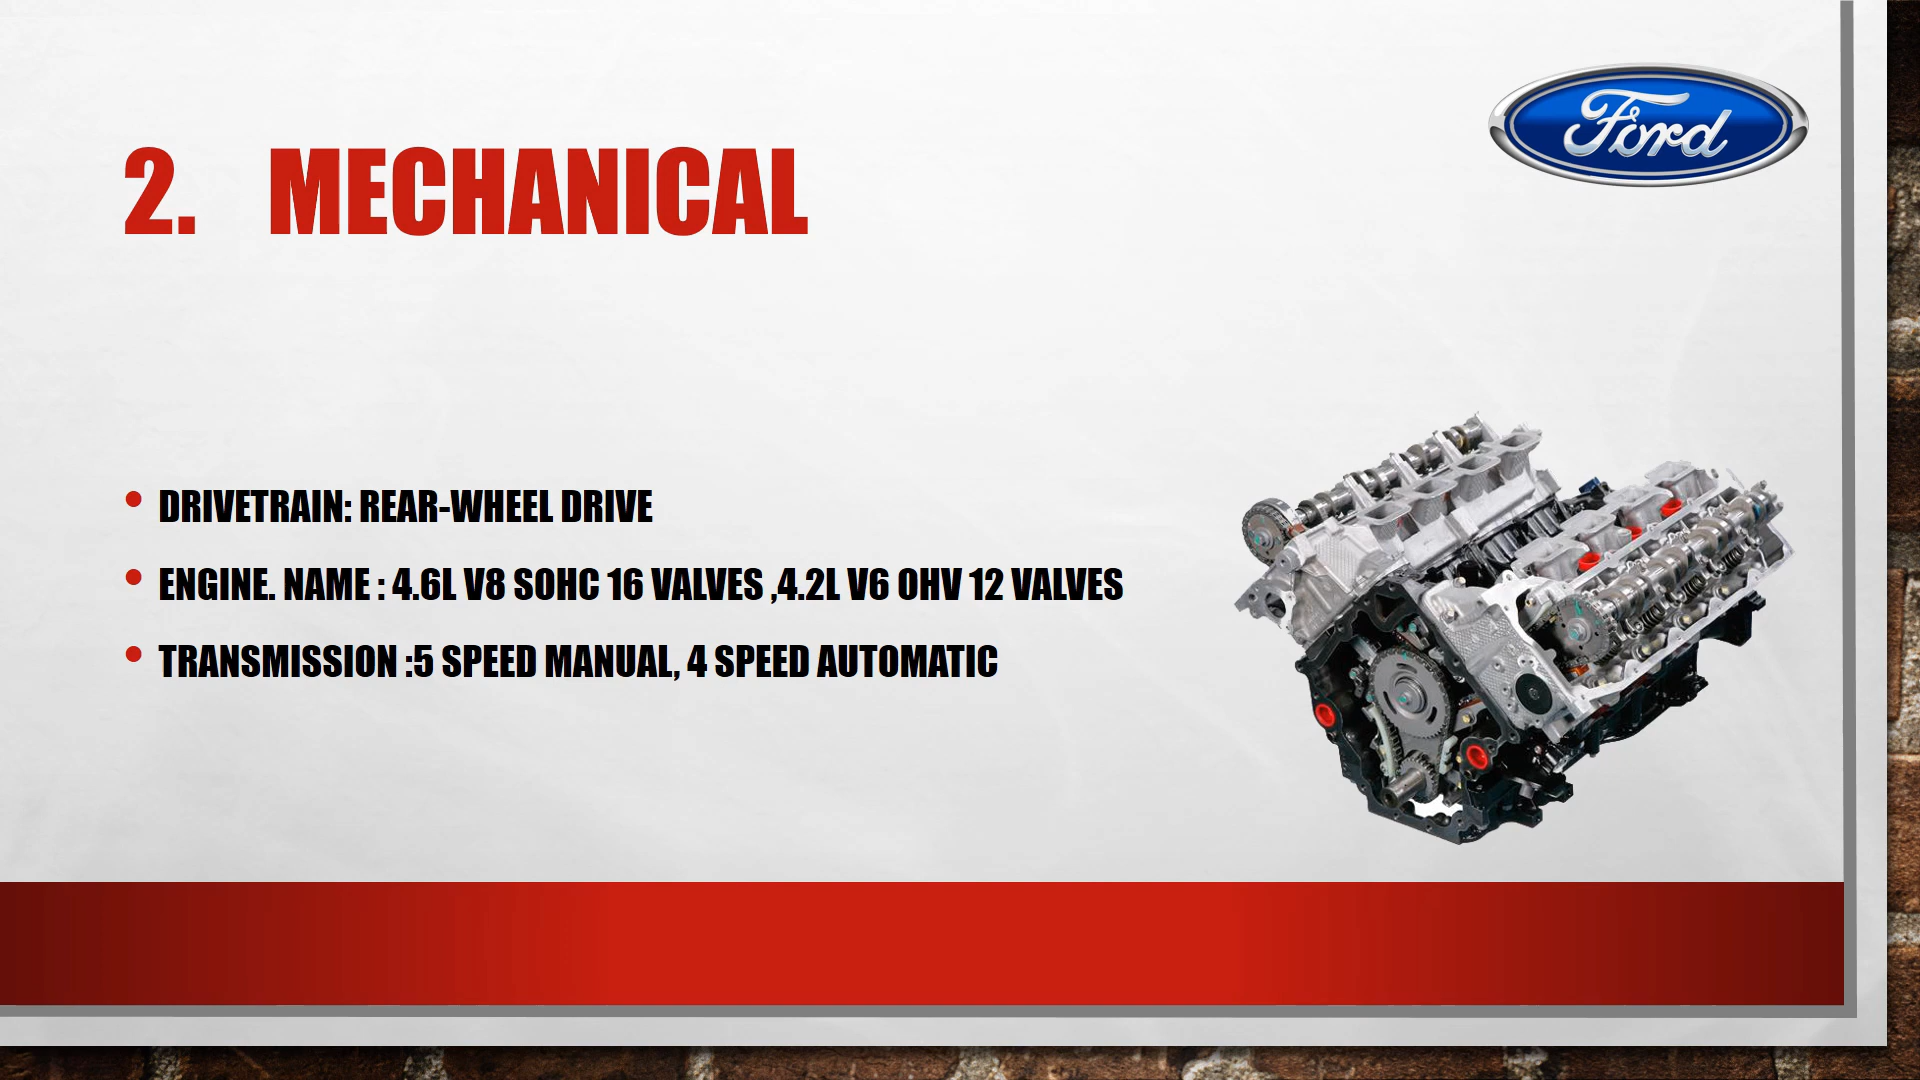 Ford
2. MECHANICAL
• DRIVETRAIN: REAR-WHEEL DRIVE
• ENGINE. NAME : 4.6L V8 SOHC 16 VALVES ,4.2L V6 OHV 12 VALVES
• TRANSMISSION :5 SPEED MANUAL, 4 SPEED AUTOMATIC